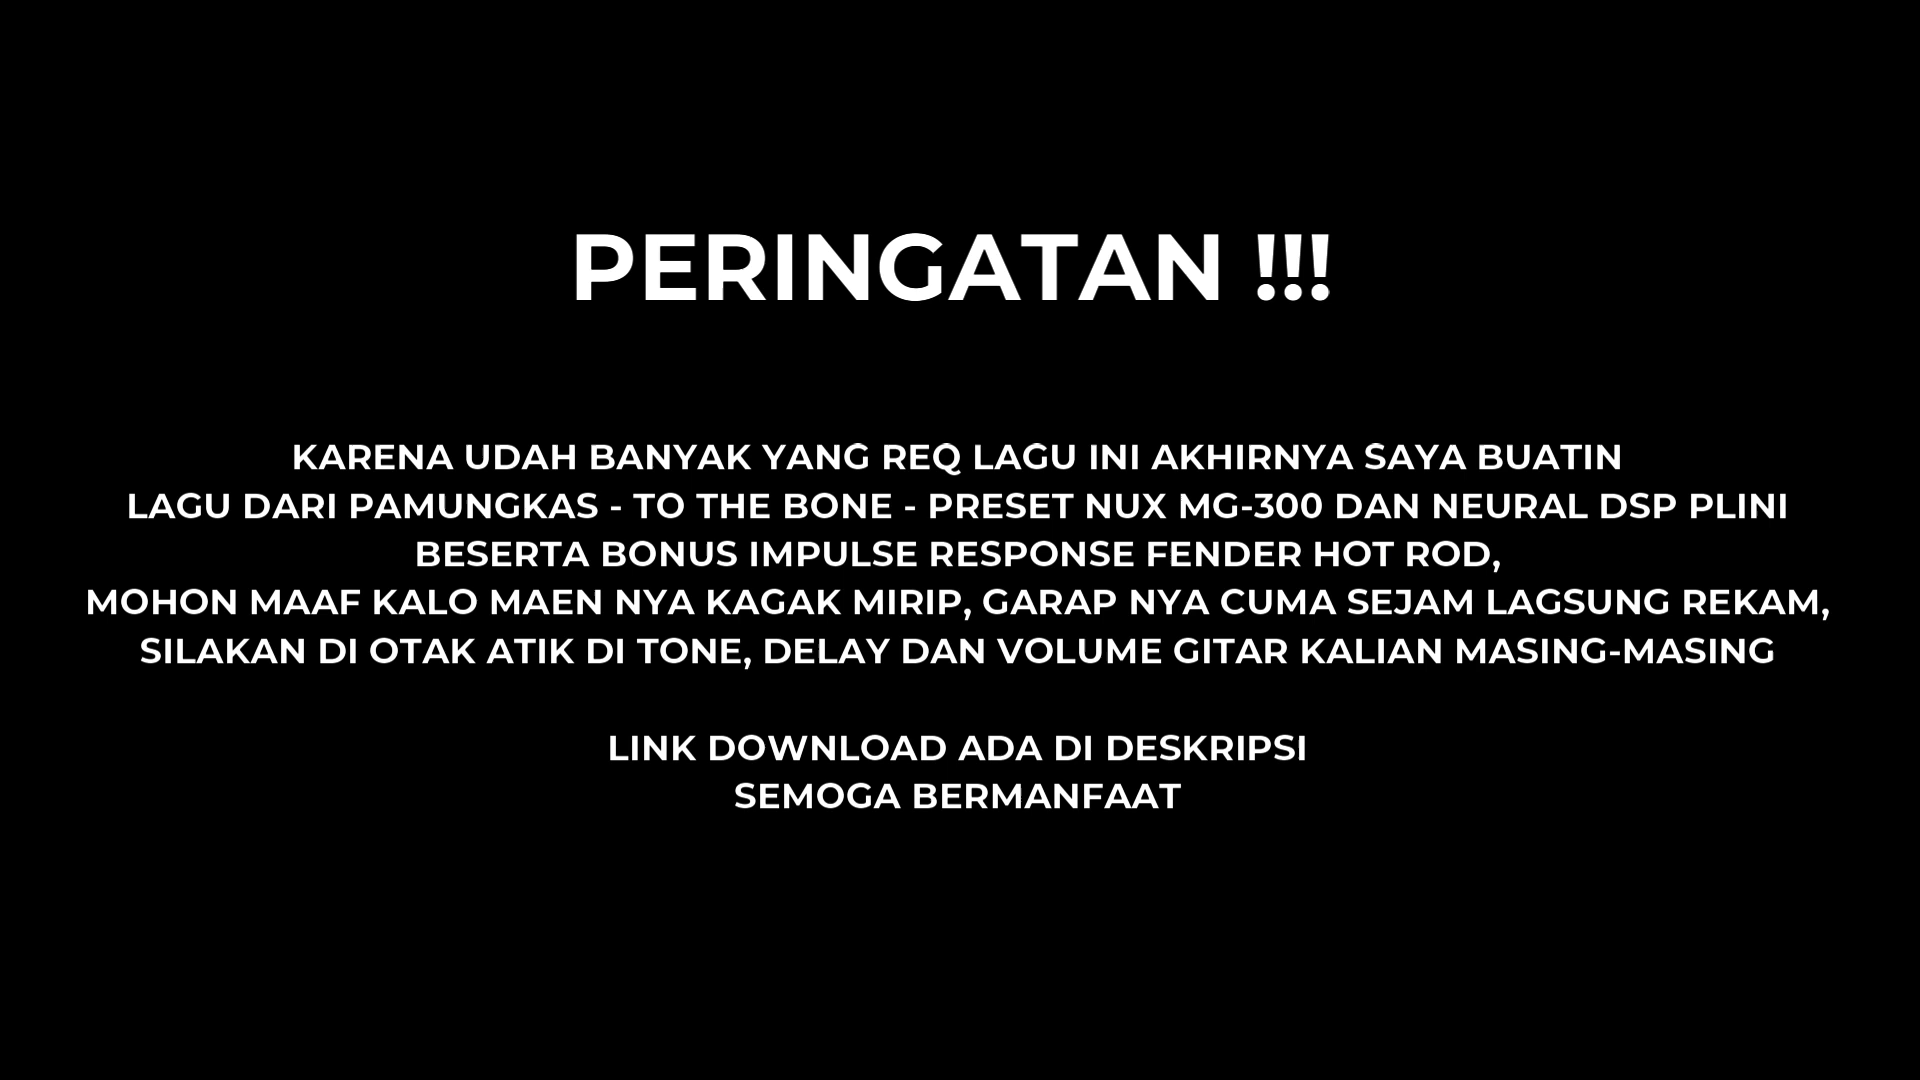 PERINGATAN !!!
KARENA UDAH BANYAK YANG REQ LAGU INI AKHIRNYA SAYA BUATIN
LAGU DARI PAMUNGKAS - TO THE BONE - PRESET NUX MG-300 DAN NEURAL DSP PLINI
BESERTA BONUS IMPULSE RESPONSE FENDER HOT ROD,
MOHON MAAF KALO MAEN NYA KAGAK MIRIP, GARAP NYA CUMA SEJAM LAGSUNG REKAM,
SILAKAN DI OTAK ATIK DI TONE, DELAY DAN VOLUME GITAR KALIAN MASING-MASING
LINK DOWNLOAD ADA DI DESKRIPSI
SEMOGA BERMANFAAT